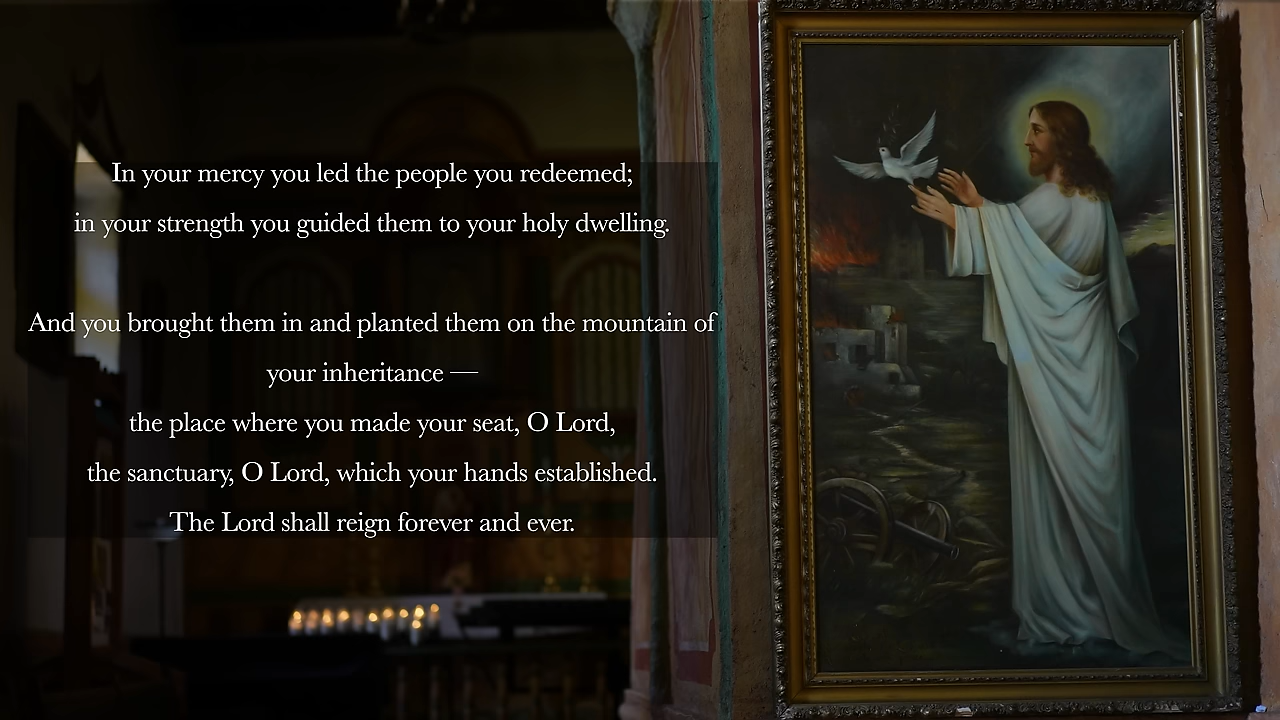 In your mercy you led the people you redeemed;
in your strength you guided them to your holy dwelling.
And you brought them in and planted them on the mountain of
your inheritance —
the place where you made your seat, O Lord,
the sanctuary, O Lord, which your hands established.
The Lord shall reign forever and ever.